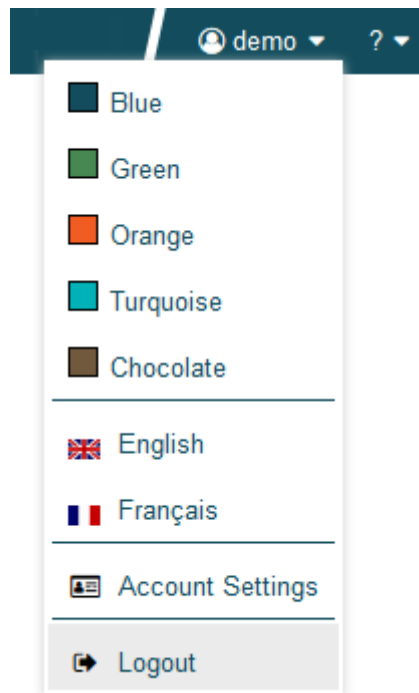 demo ?
Blue
Green
Orange
Turquoise
Chocolate
English
Français
Account Settings
Logout